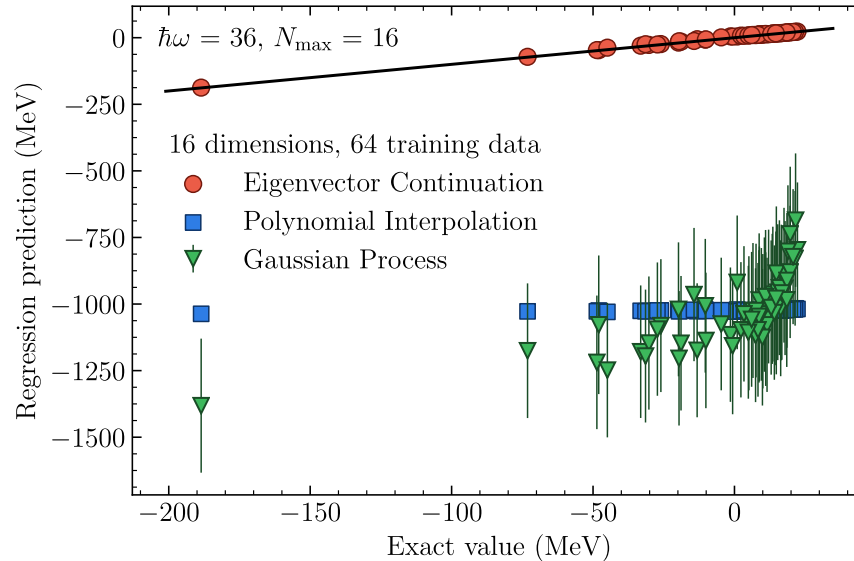 ℏω = 36, N_max = 16
16 dimensions, 64 training data
Eigenvector Continuation
Polynomial Interpolation
Gaussian Process
Regression prediction (MeV)
0
−250
−500
−750
−1000
−1250
−1500
−200
−150
−100
−50
0
Exact value (MeV)